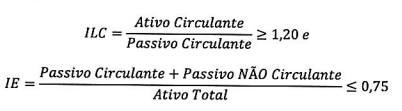 ILC = Ativo Circulante / Passivo Circulante ≥ 1,20 e
IE = Passivo Circulante + Passivo NÃO Circulante / Ativo Total ≤ 0,75